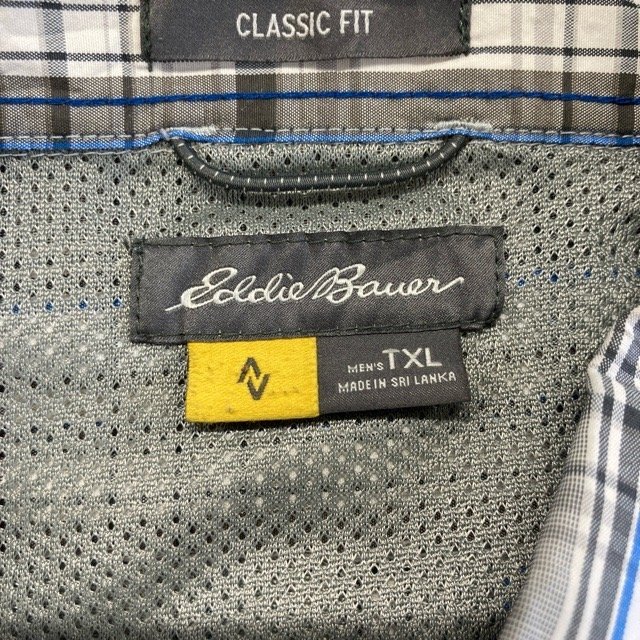 CLASSIC FIT
Eddie Bauer
MEN'S TXL
MADE IN SRI LANKA